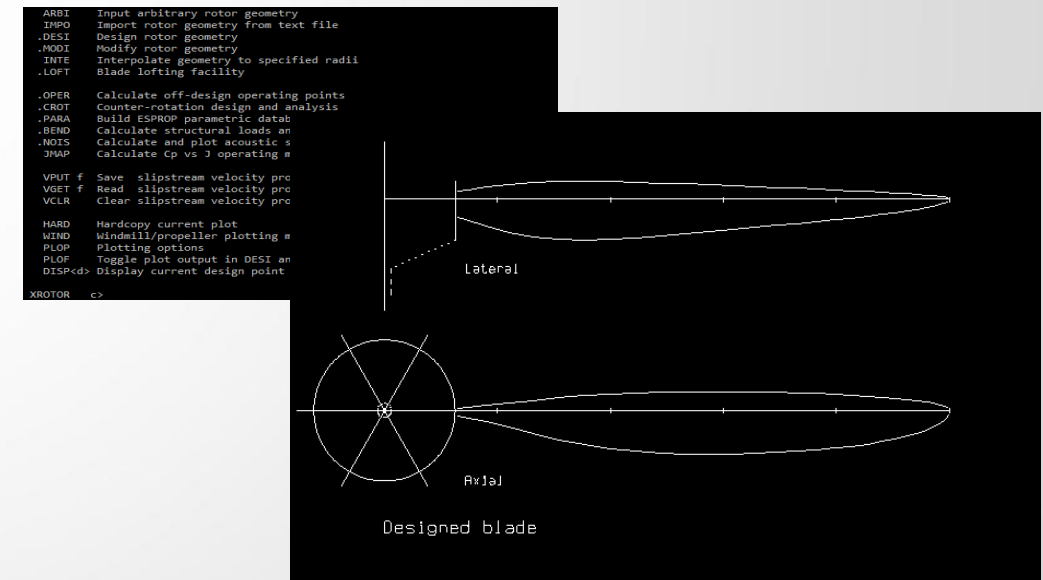 ARBI Input arbitrary rotor geometry
IMPO Import rotor geometry from text file
.DESI Design rotor geometry
.MODI Modify rotor geometry
INTE Interpolate geometry to specified radii
.LOFT Blade lofting facility
.OPER Calculate off-design operating points
.CROT Counter-rotation design and analysis
.PARA Build ESPROP parametric datab
.BEND Calculate structural loads an
.NOIS Calculate and plot acoustic s
JMAP Calculate Cp vs J operating m
VPUT f Save slipstream velocity pro
VGET f Read slipstream velocity pro
VCLR Clear slipstream velocity pro
HARD Hardcopy current plot
WIND Windmill/propeller plotting m
PLOP Plotting options
PLOF Toggle plot output in DESI an
DISP<d> Display current design point
XROTOR c>
Lateral
Axial
Designed blade